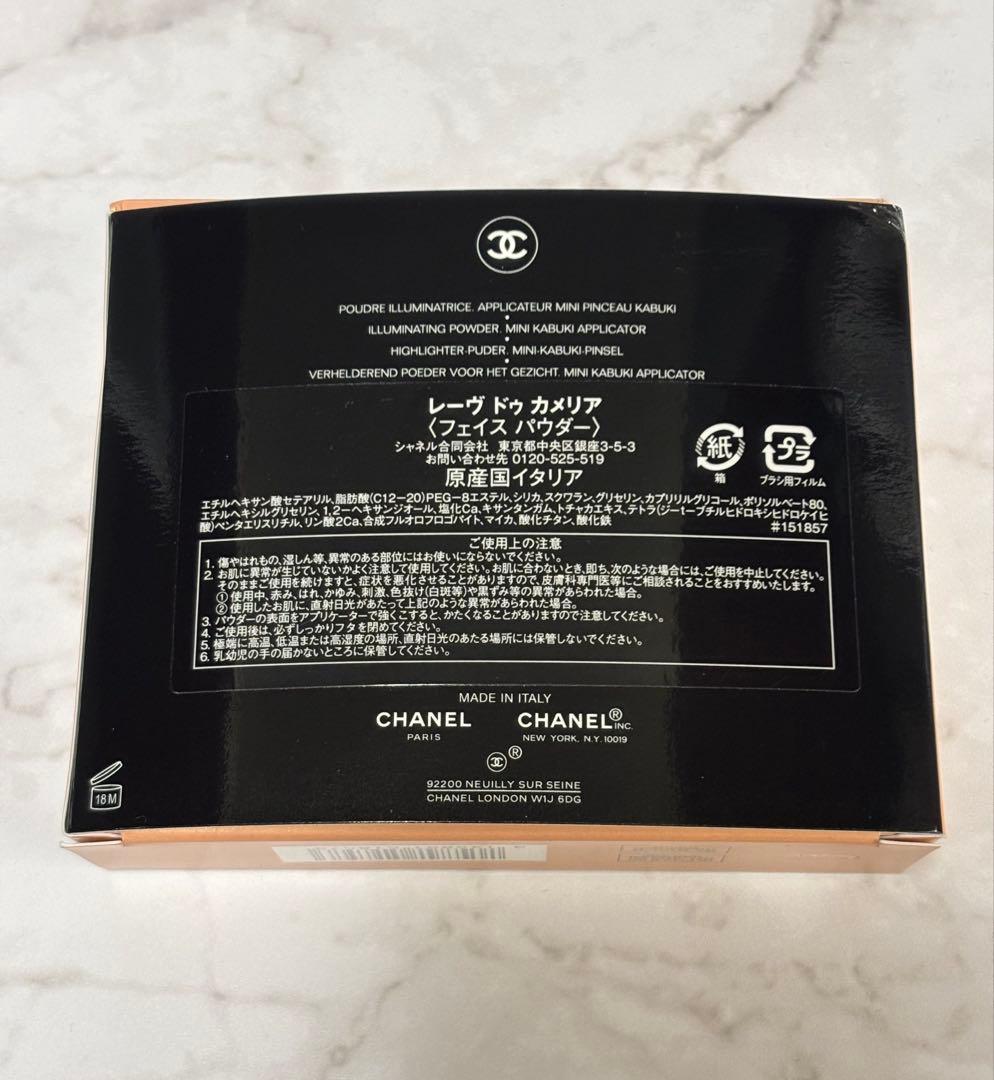 POUDRE ILLUMINATRICE. APPLICATEUR MINI PINCEAU KABUKI
ILLUMINATING POWDER. MINI KABUKI APPLICATOR
HIGHLIGHTER-PUDER. MINI-KABUKI-PINSEL
VERHELDEREND POEDER VOOR HET GEZICHT. MINI KABUKI APPLICATOR
レーヴ ドゥ カメリア
〈フェイス パウダー〉
シャネル合同会社 東京都中央区銀座3-5-3
お問い合わせ先 0120-525-519
原産国イタリア
紙
箱
プラ
ブラシ用フィルム
エチルヘキサン酸セテアリル,脂肪酸(C12-20)PEG-8エステル,シリカ,スクワラン,グリセリン,カプリリルグリコール,ポリソルベート80,
エチルヘキシルグリセリン,1,2-ヘキサンジオール,塩化Ca,キサンタンガム,トチャカエキス,テトラ(ジーtーブチルヒドロキシヒドロケイヒ
酸)ペンタエリスリチル,リン酸2Ca,合成フルオロフロゴパイト,マイカ,酸化チタン,酸化鉄
#151857
ご使用上の注意
1. 傷やはれもの、湿しん等、異常のある部位にはお使いにならないでください。
2. お肌に異常が生じていないかよく注意して使用してください。お肌に合わないとき、即ち、次のような場合には、ご使用を中止してください。
そのままご使用を続けますと、症状を悪化させることがありますので、皮膚科専門医等にご相談されることをおすすめいたします。
① 使用中、赤み、はれ、かゆみ、刺激、色抜け(白斑等)や黒ずみ等の異常があらわれた場合。
② 使用したお肌に、直射日光があたって上記のような異常があらわれた場合。
3. パウダーの表面をアプリケーターで強くこすると、かたくなることがありますので注意してください。
4. ご使用後は、必ずしっかりフタを閉めてください。
5. 極端に高温、低温または高湿度の場所、直射日光のあたる場所には保管しないでください。
6. 乳幼児の手の届かないところに保管してください。
MADE IN ITALY
CHANEL CHANEL® INC.
PARIS NEW YORK, N.Y. 10019
®
92200 NEUILLY SUR SEINE
CHANEL LONDON W1J 6DG
18M